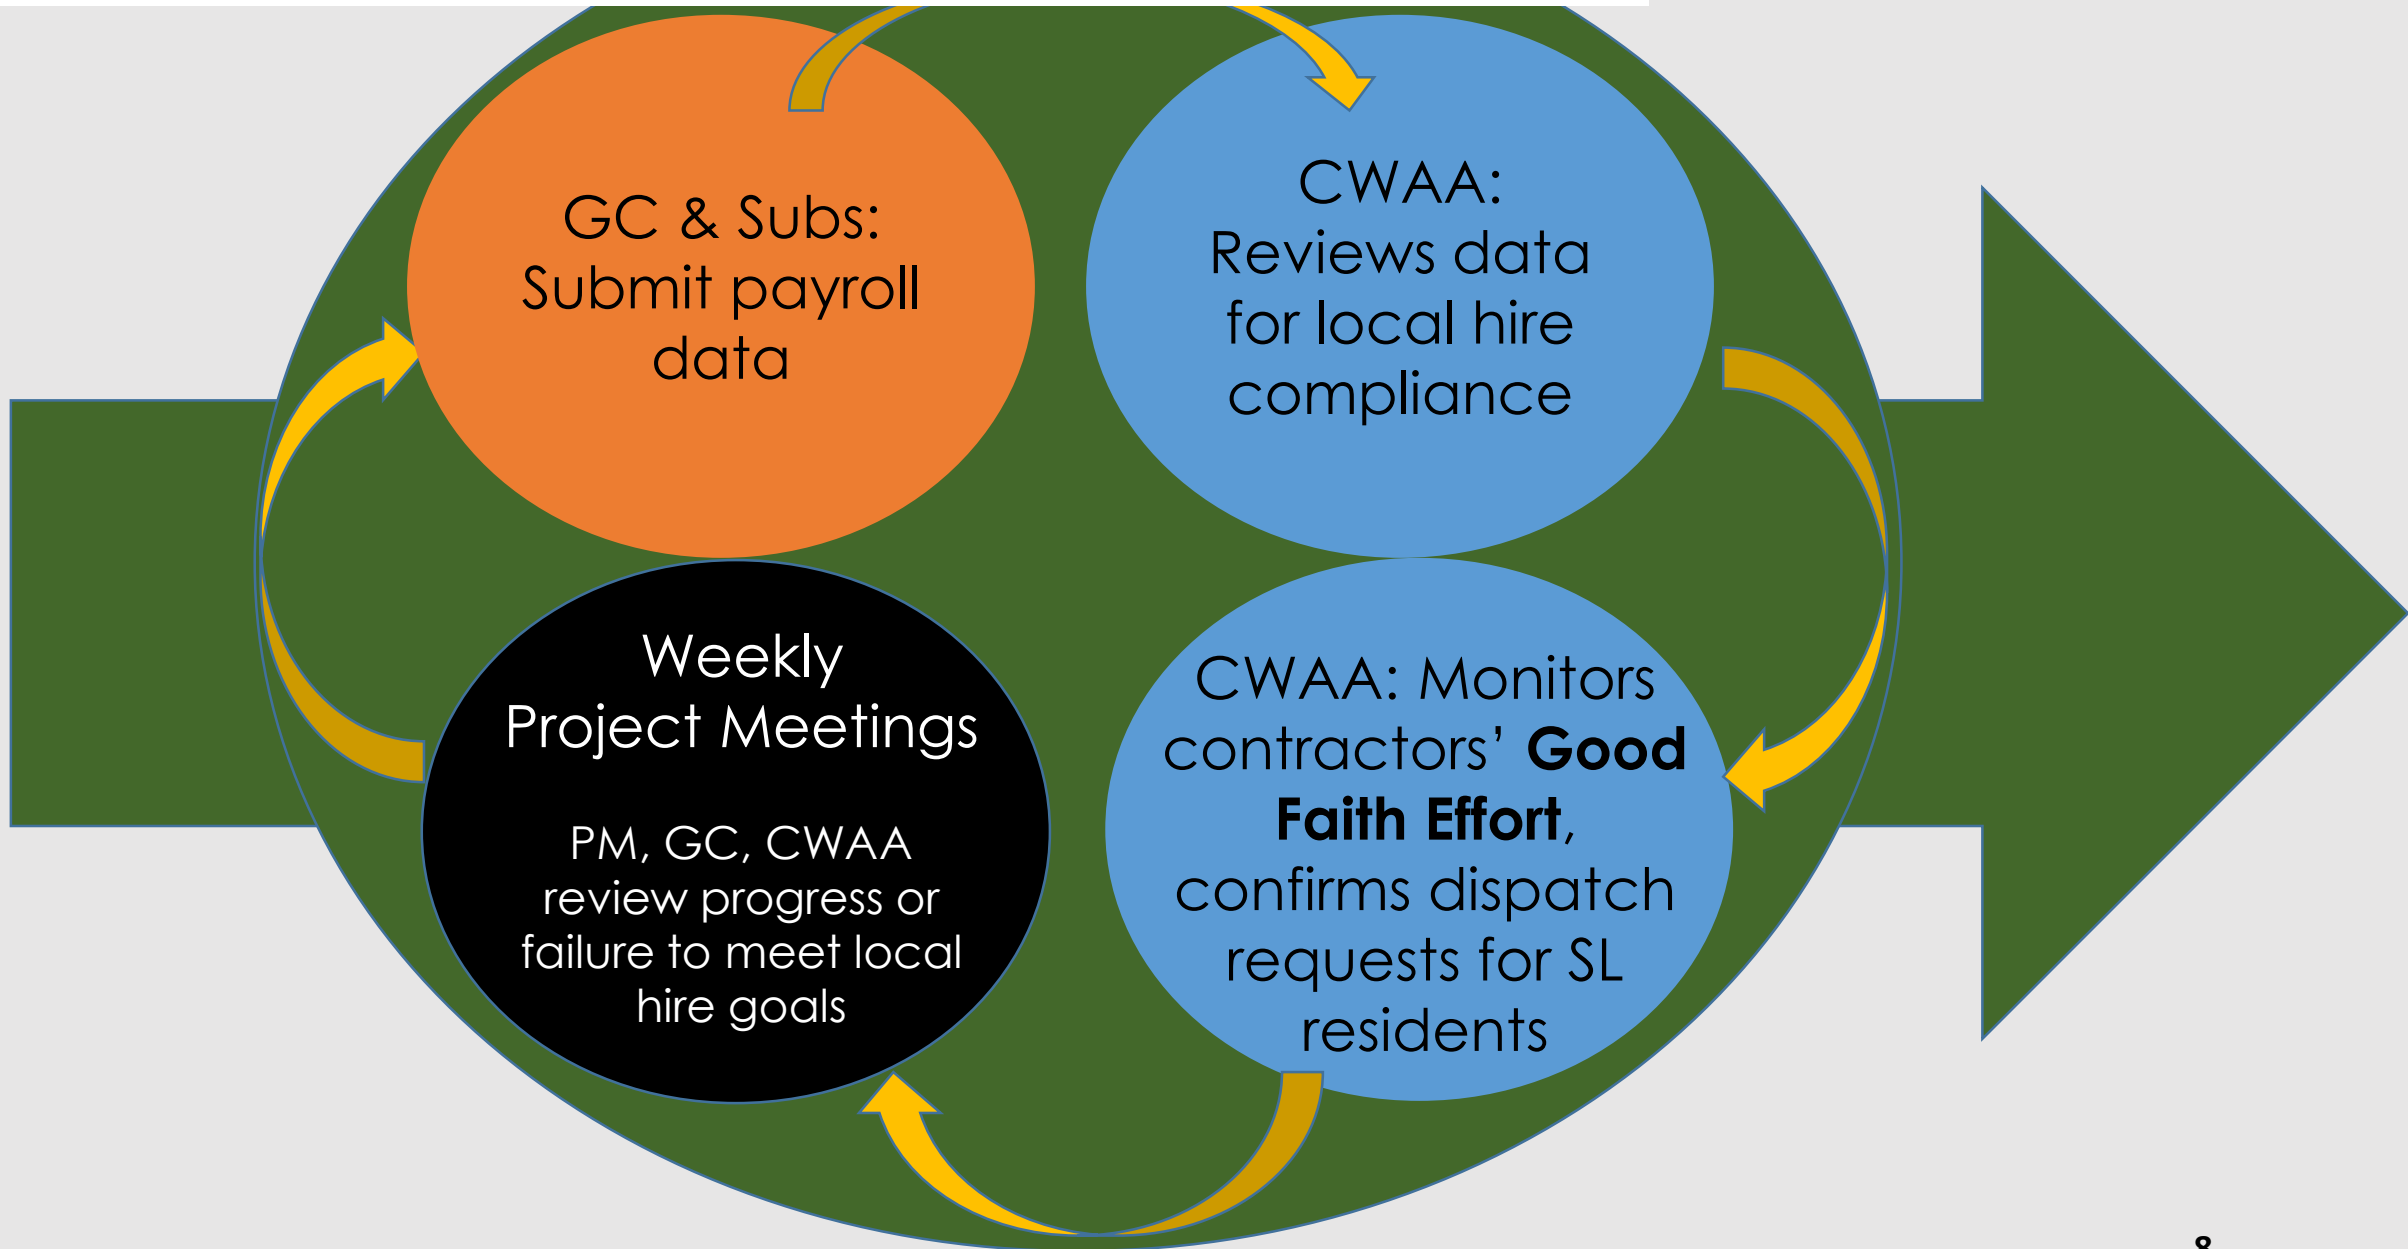 GC & Subs:
Submit payroll
data
CWAA:
Reviews data
for local hire
compliance
CWAA: Monitors
contractors’ Good
Faith Effort,
confirms dispatch
requests for SL
residents
Weekly
Project Meetings
PM, GC, CWAA
review progress or
failure to meet local
hire goals
8